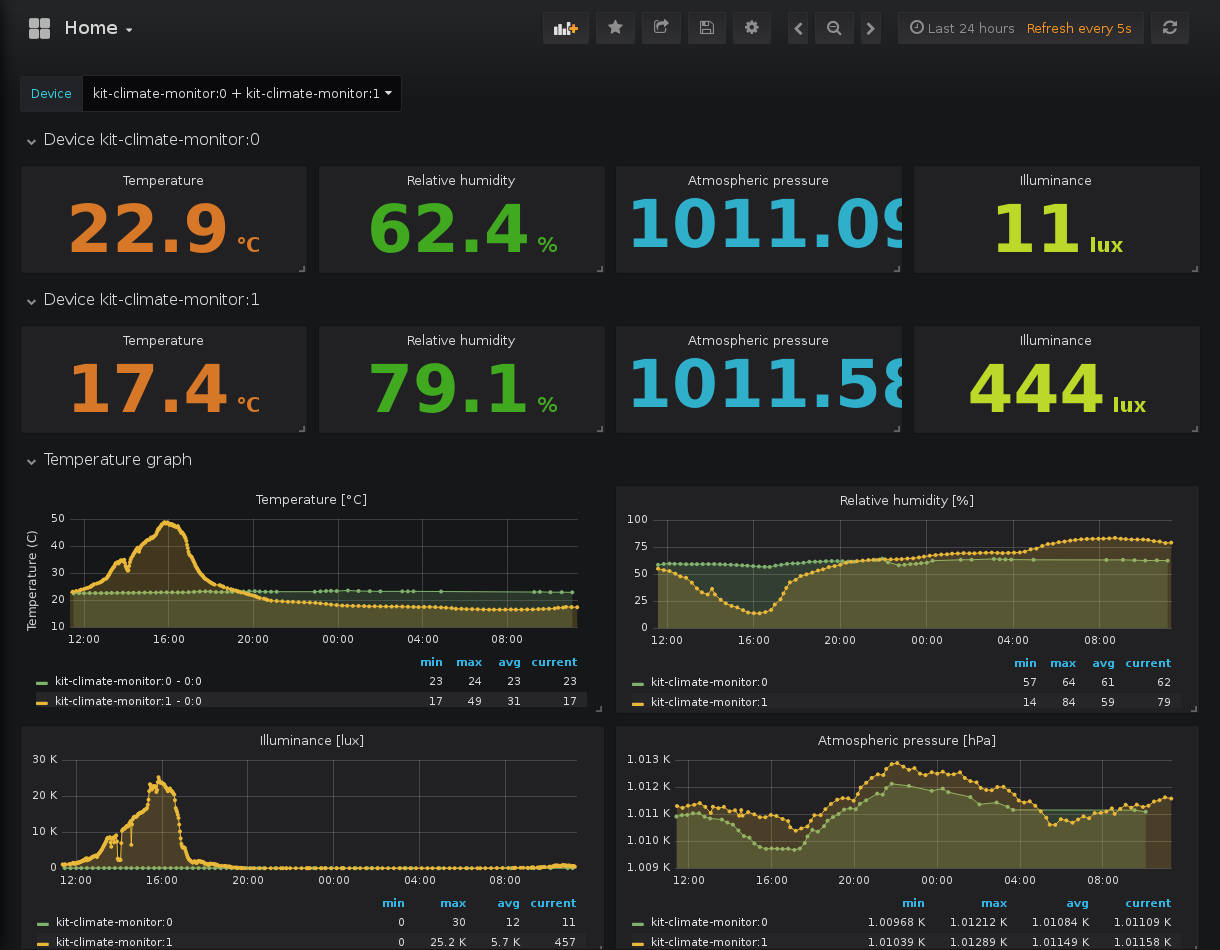 Home
Last 24 hours Refresh every 5s
Device kit-climate-monitor:0 + kit-climate-monitor:1
Device kit-climate-monitor:0
Temperature Relative humidity Atmospheric pressure Illuminance
22.9 °C 62.4 % 1011.09 11 lux
Device kit-climate-monitor:1
Temperature Relative humidity Atmospheric pressure Illuminance
17.4 °C 79.1 % 1011.58 444 lux
Temperature graph
Temperature [°C]
Temperature (C)
50
40
30
20
10
12:00 16:00 20:00 00:00 04:00 08:00
min max avg current
kit-climate-monitor:0 - 0:0 23 24 23 23
kit-climate-monitor:1 - 0:0 17 49 31 17
Relative humidity [%]
100
75
50
25
0
12:00 16:00 20:00 00:00 04:00 08:00
min max avg current
kit-climate-monitor:0 57 64 61 62
kit-climate-monitor:1 14 84 59 79
Illuminance [lux]
30 K
20 K
10 K
0
12:00 16:00 20:00 00:00 04:00 08:00
min max avg current
kit-climate-monitor:0 0 30 12 11
kit-climate-monitor:1 0 25.2 K 5.7 K 457
Atmospheric pressure [hPa]
1.013 K
1.012 K
1.011 K
1.010 K
1.009 K
12:00 16:00 20:00 00:00 04:00 08:00
min max avg current
kit-climate-monitor:0 1.00968 K 1.01212 K 1.01084 K 1.01109 K
kit-climate-monitor:1 1.01039 K 1.01289 K 1.01149 K 1.01158 K